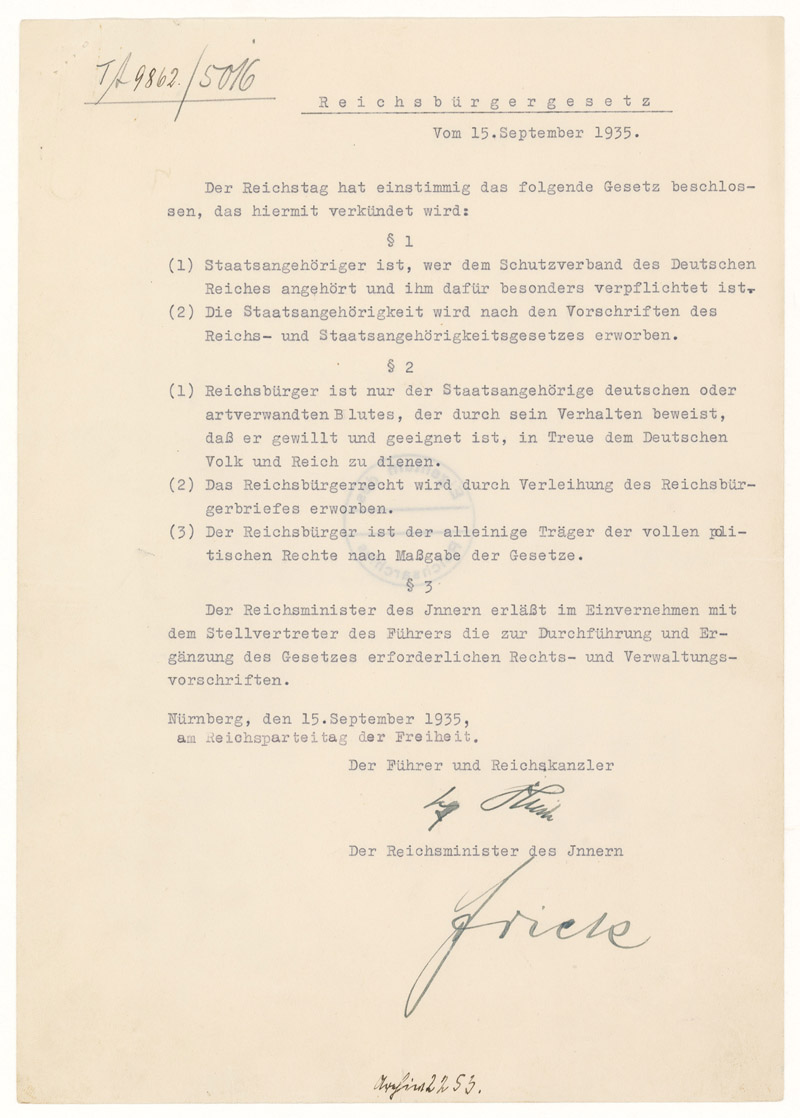 I A 9862./5016
Reichsbürgergesetz
Vom 15.September 1935.
Der Reichstag hat einstimmig das folgende Gesetz beschlos-
sen, das hiermit verkündet wird:
§ 1
(1) Staatsangehöriger ist, wer dem Schutzverband des Deutschen
Reiches angehört und ihm dafür besonders verpflichtet ist.
(2) Die Staatsangehörigkeit wird nach den Vorschriften des
Reichs- und Staatsangehörigkeitsgesetzes erworben.
§ 2
(1) Reichsbürger ist nur der Staatsangehörige deutschen oder
artverwandten Blutes, der durch sein Verhalten beweist,
daß er gewillt und geeignet ist, in Treue dem Deutschen
Volk und Reich zu dienen.
(2) Das Reichsbürgerrecht wird durch Verleihung des Reichsbür-
gerbriefes erworben.
(3) Der Reichsbürger ist der alleinige Träger der vollen poli-
tischen Rechte nach Maßgabe der Gesetze.
§ 3
Der Reichsminister des Jnnern erläßt im Einvernehmen mit
dem Stellvertreter des Führers die zur Durchführung und Er-
gänzung des Gesetzes erforderlichen Rechts- und Verwaltungs-
vorschriften.
Nürnberg, den 15.September 1935,
am Reichsparteitag der Freiheit.
Der Führer und Reichskanzler
Der Reichsminister des Jnnern
Frick
Archiv 2253.